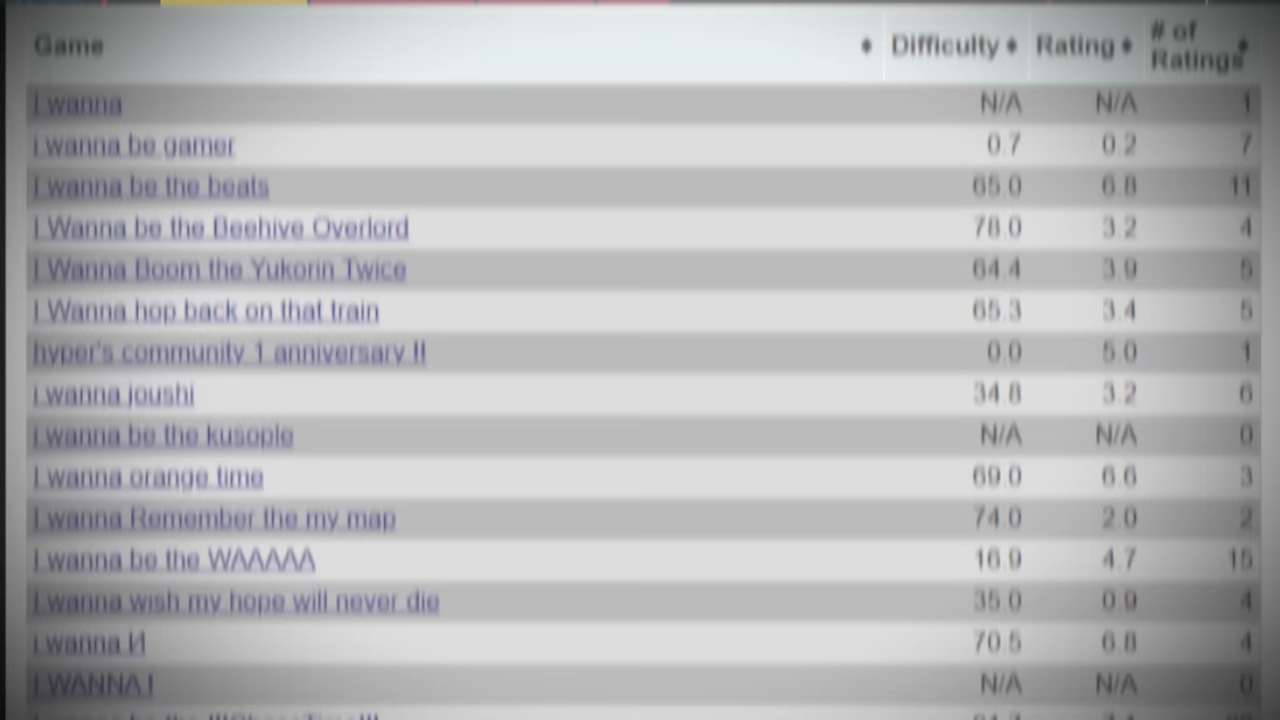 Game Difficulty Rating # of Ratings
I wanna N/A N/A 1
i wanna be gamer 0.7 0.2 7
I wanna be the beats 65.0 6.8 11
I Wanna be the Beehive Overlord 78.0 3.2 4
I Wanna Boom the Yukorin Twice 64.4 3.9 5
I Wanna hop back on that train 65.3 3.4 5
hyper's community 1 anniversary !! 0.0 5.0 1
i wanna joushi 34.8 3.2 6
i wanna be the kusopie N/A N/A 0
I wanna orange time 69.0 6.6 3
I wanna Remember the my map 74.0 2.0 2
I wanna be the WAAAAA 16.9 4.7 15
I wanna wish my hope will never die 35.0 0.9 4
i wanna И 70.5 6.8 4
I WANNA ! N/A N/A 0